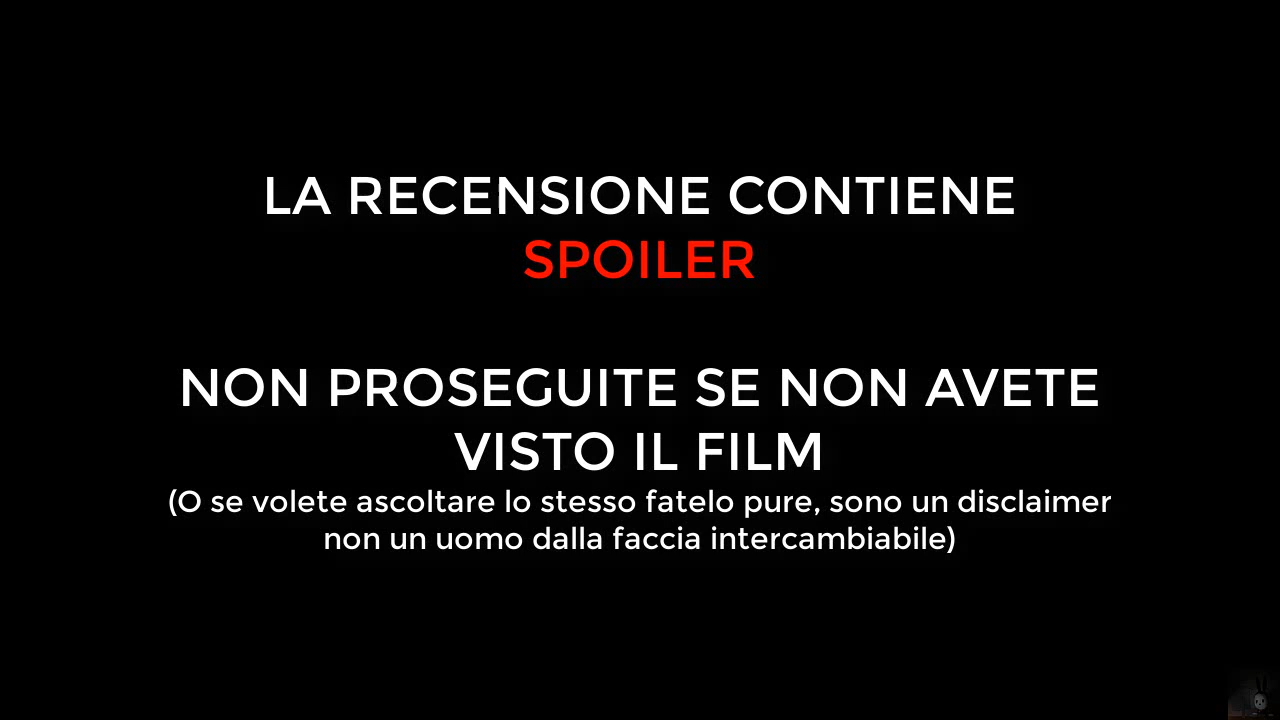 LA RECENSIONE CONTIENE
SPOILER
NON PROSEGUITE SE NON AVETE
VISTO IL FILM
(O se volete ascoltare lo stesso fatelo pure, sono un disclaimer
non un uomo dalla faccia intercambiabile)